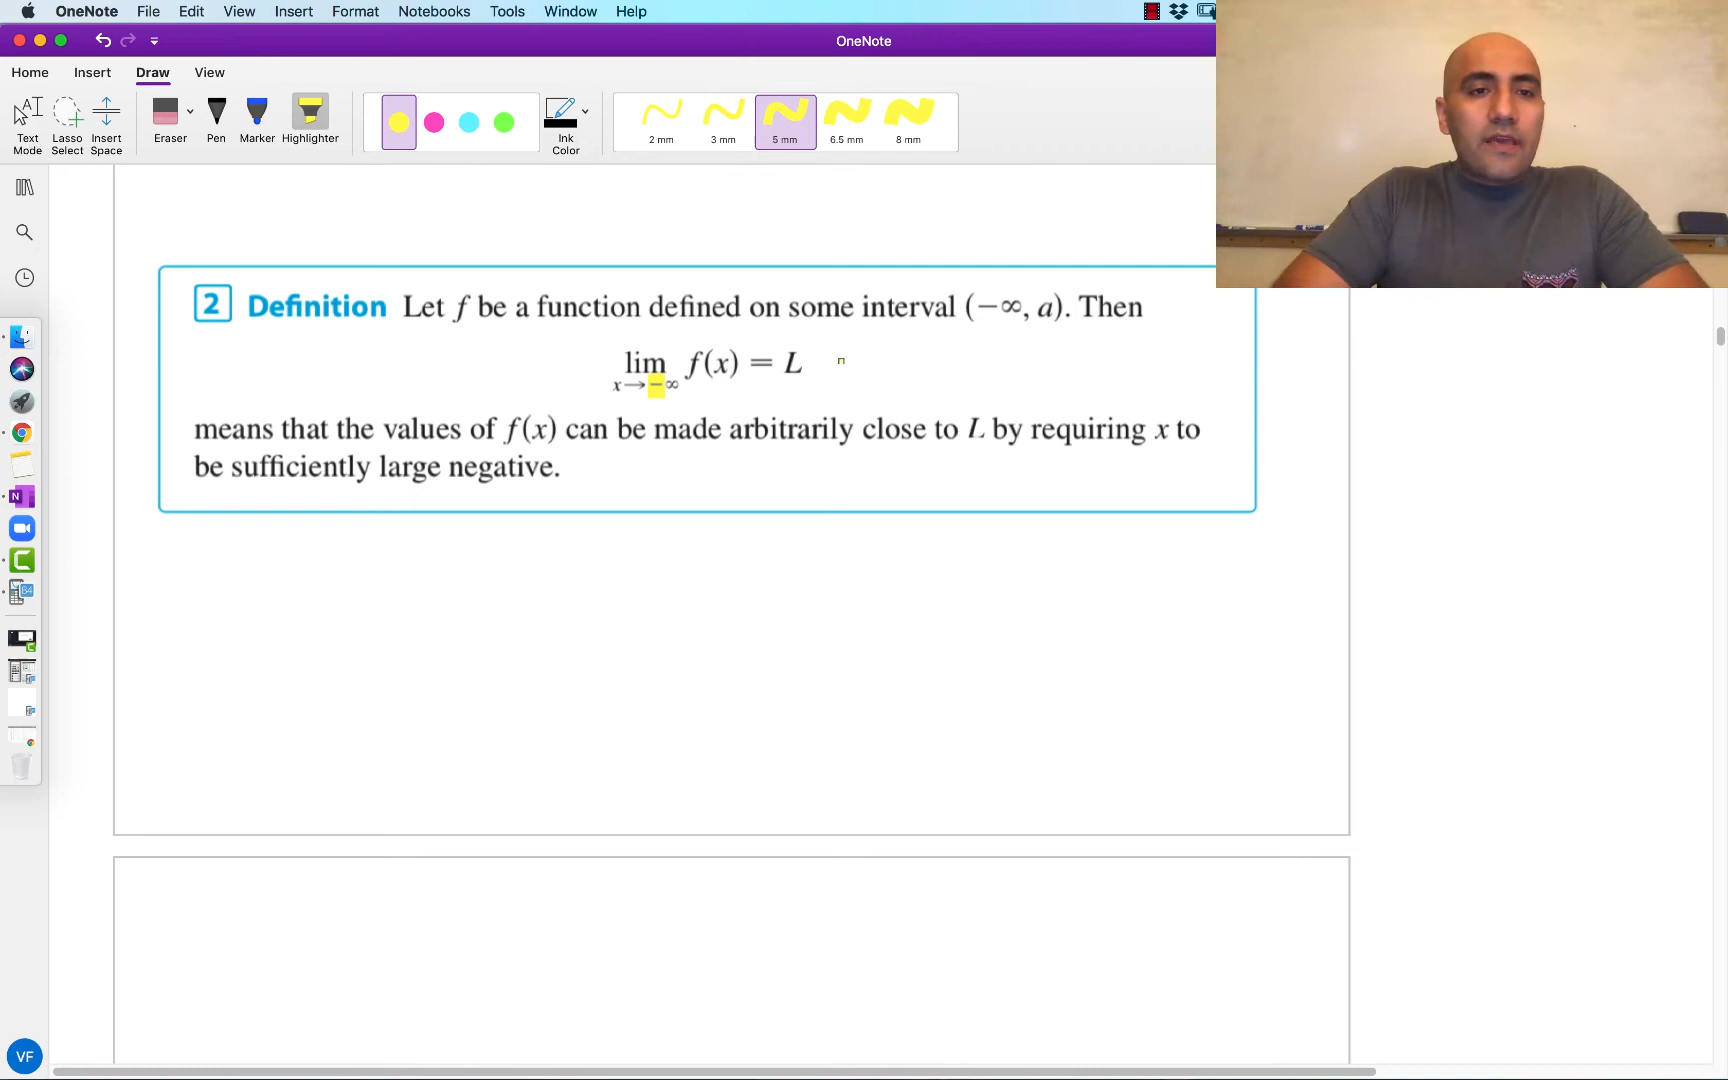 OneNote File Edit View Insert Format Notebooks Tools Window Help
OneNote
Home Insert Draw View
Text Mode
Lasso Select
Insert Space
Eraser
Pen
Marker
Highlighter
Ink Color
2 mm
3 mm
5 mm
6.5 mm
8 mm
2 Definition Let f be a function defined on some interval (−∞, a). Then
lim f(x) = L
x→−∞
means that the values of f(x) can be made arbitrarily close to L by requiring x to
be sufficiently large negative.
N
84
VF